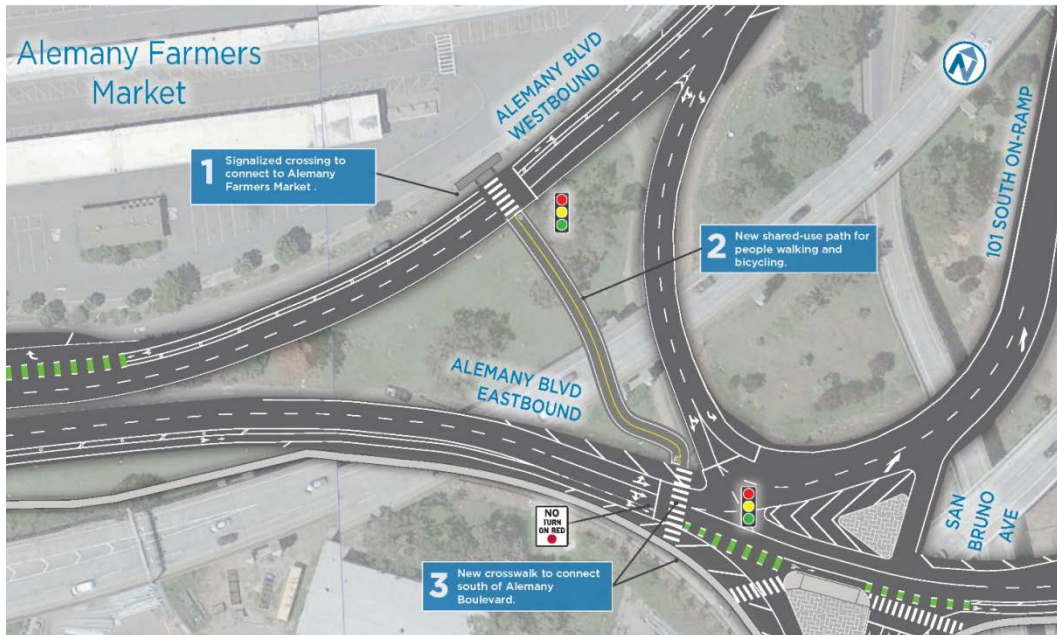 Alemany Farmers
Market
ALEMANY BLVD
WESTBOUND
N
1
Signalized crossing to
connect to Alemany
Farmers Market .
2
New shared-use path for
people walking and
bicycling.
101 SOUTH ON-RAMP
ALEMANY BLVD
EASTBOUND
NO
TURN
ON RED
SAN
BRUNO
AVE
3
New crosswalk to connect
south of Alemany
Boulevard.